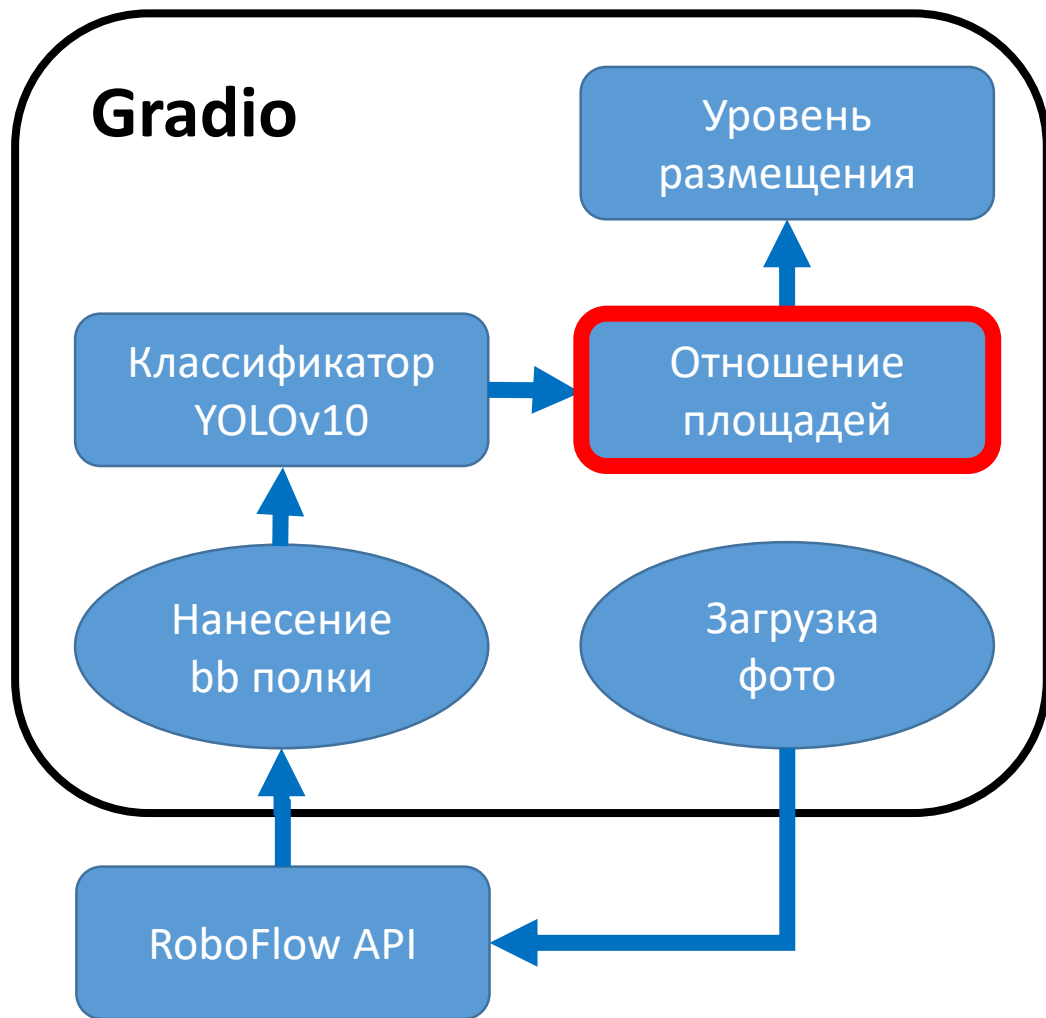 Gradio
Уровень
размещения
Классификатор
YOLOv10
Отношение
площадей
Нанесение
bb полки
Загрузка
фото
RoboFlow API